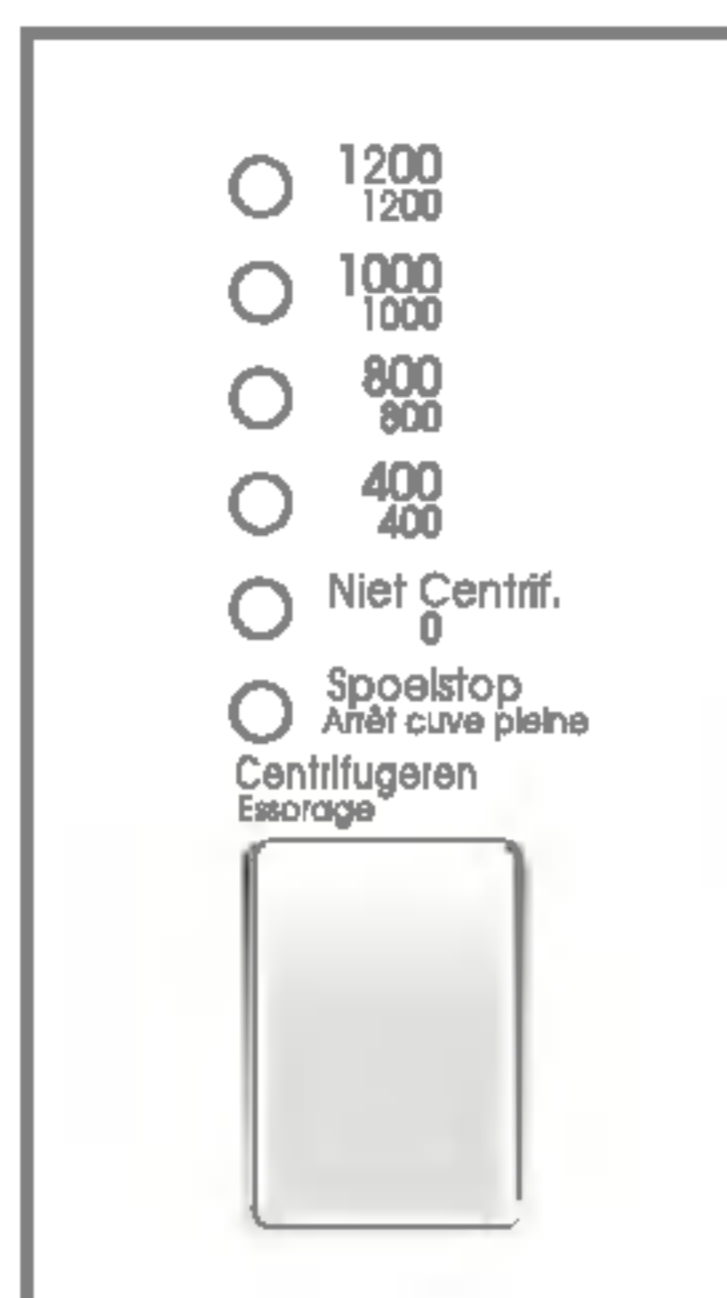 1200
1200
1000
1000
800
800
400
400
Niet Centrif.
0
Spoelstop
Arrêt cuve pleine
Centrifugeren
Essorage